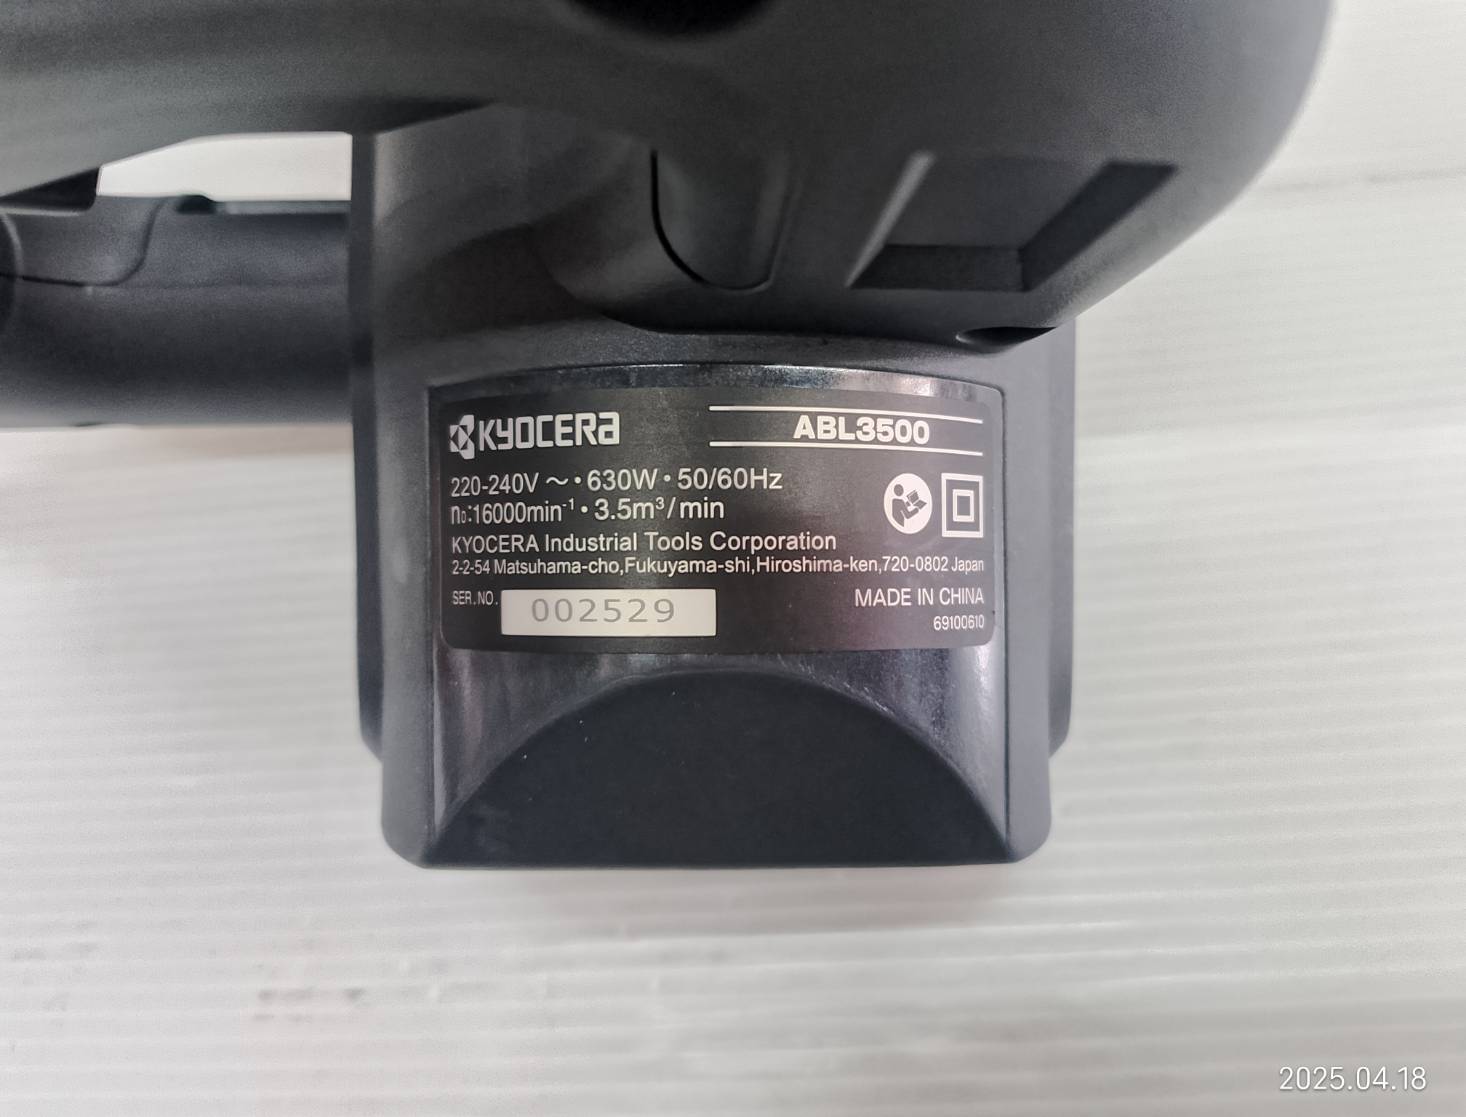 KYOCERA
ABL3500
220-240V ～・630W・50/60Hz
n₀:16000min⁻¹・3.5m³/min
KYOCERA Industrial Tools Corporation
2-2-54 Matsuhama-cho,Fukuyama-shi,Hiroshima-ken,720-0802 Japan
SER.NO. 002529
MADE IN CHINA
69100610
2025.04.18